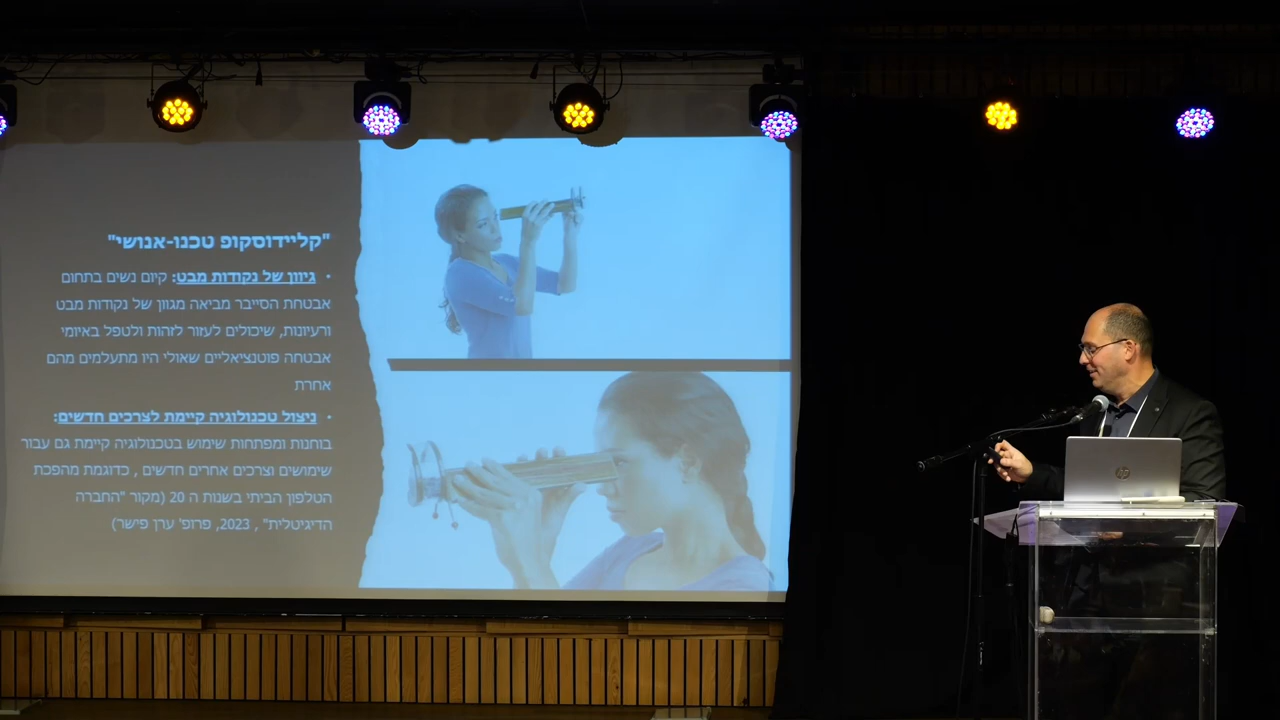 "קליידוסקופ טכנו-אנושי"
• גיוון של נקודות מבט: קיום נשים בתחום
אבטחת הסייבר מביאה מגוון של נקודות מבט
ורעיונות, שיכולים לעזור לזהות ולטפל באיומי
אבטחה פוטנציאליים שאולי היו מתעלמים מהם
אחרת
• ניצול טכנולוגיה קיימת לצרכים חדשים:
בוחנות ומפתחות שימוש בטכנולוגיה קיימת גם עבור
שימושים וצרכים אחרים חדשים , כדוגמת מהפכת
הטלפון הביתי בשנות ה 20 (מקור "החברה
הדיגיטלית" , 2023, פרופ' ערן פישר)
hp